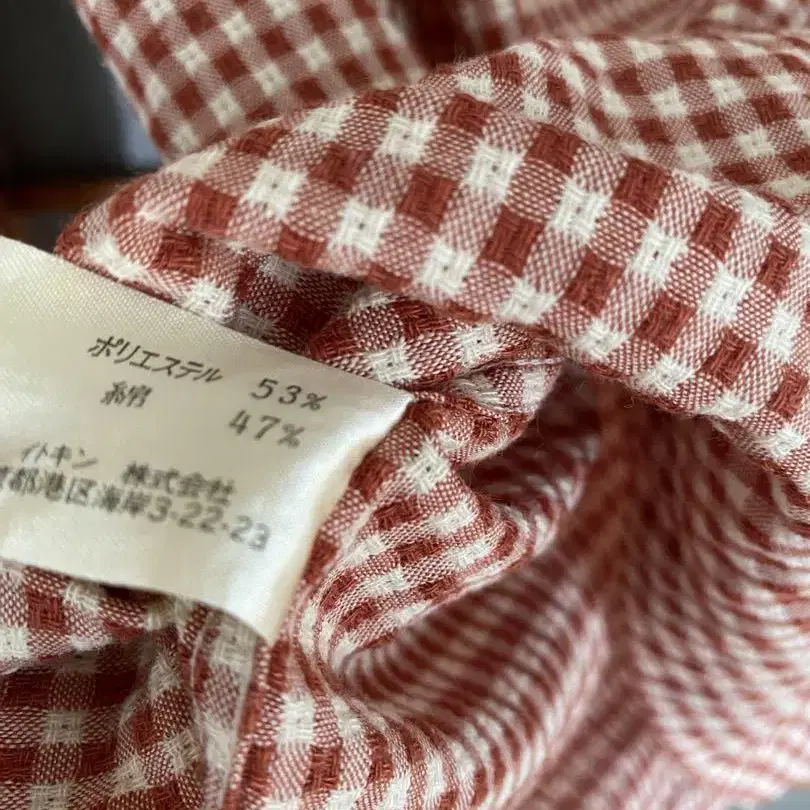 ポリエステル 53%
綿 47%
イトキン 株式会社
京都港区海岸3-22-23